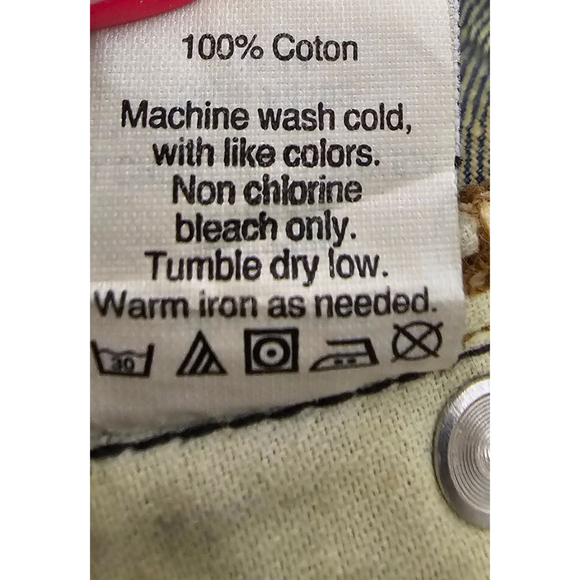 100% Coton
Machine wash cold,
with like colors.
Non chlorine
bleach only.
Tumble dry low.
Warm iron as needed.
30